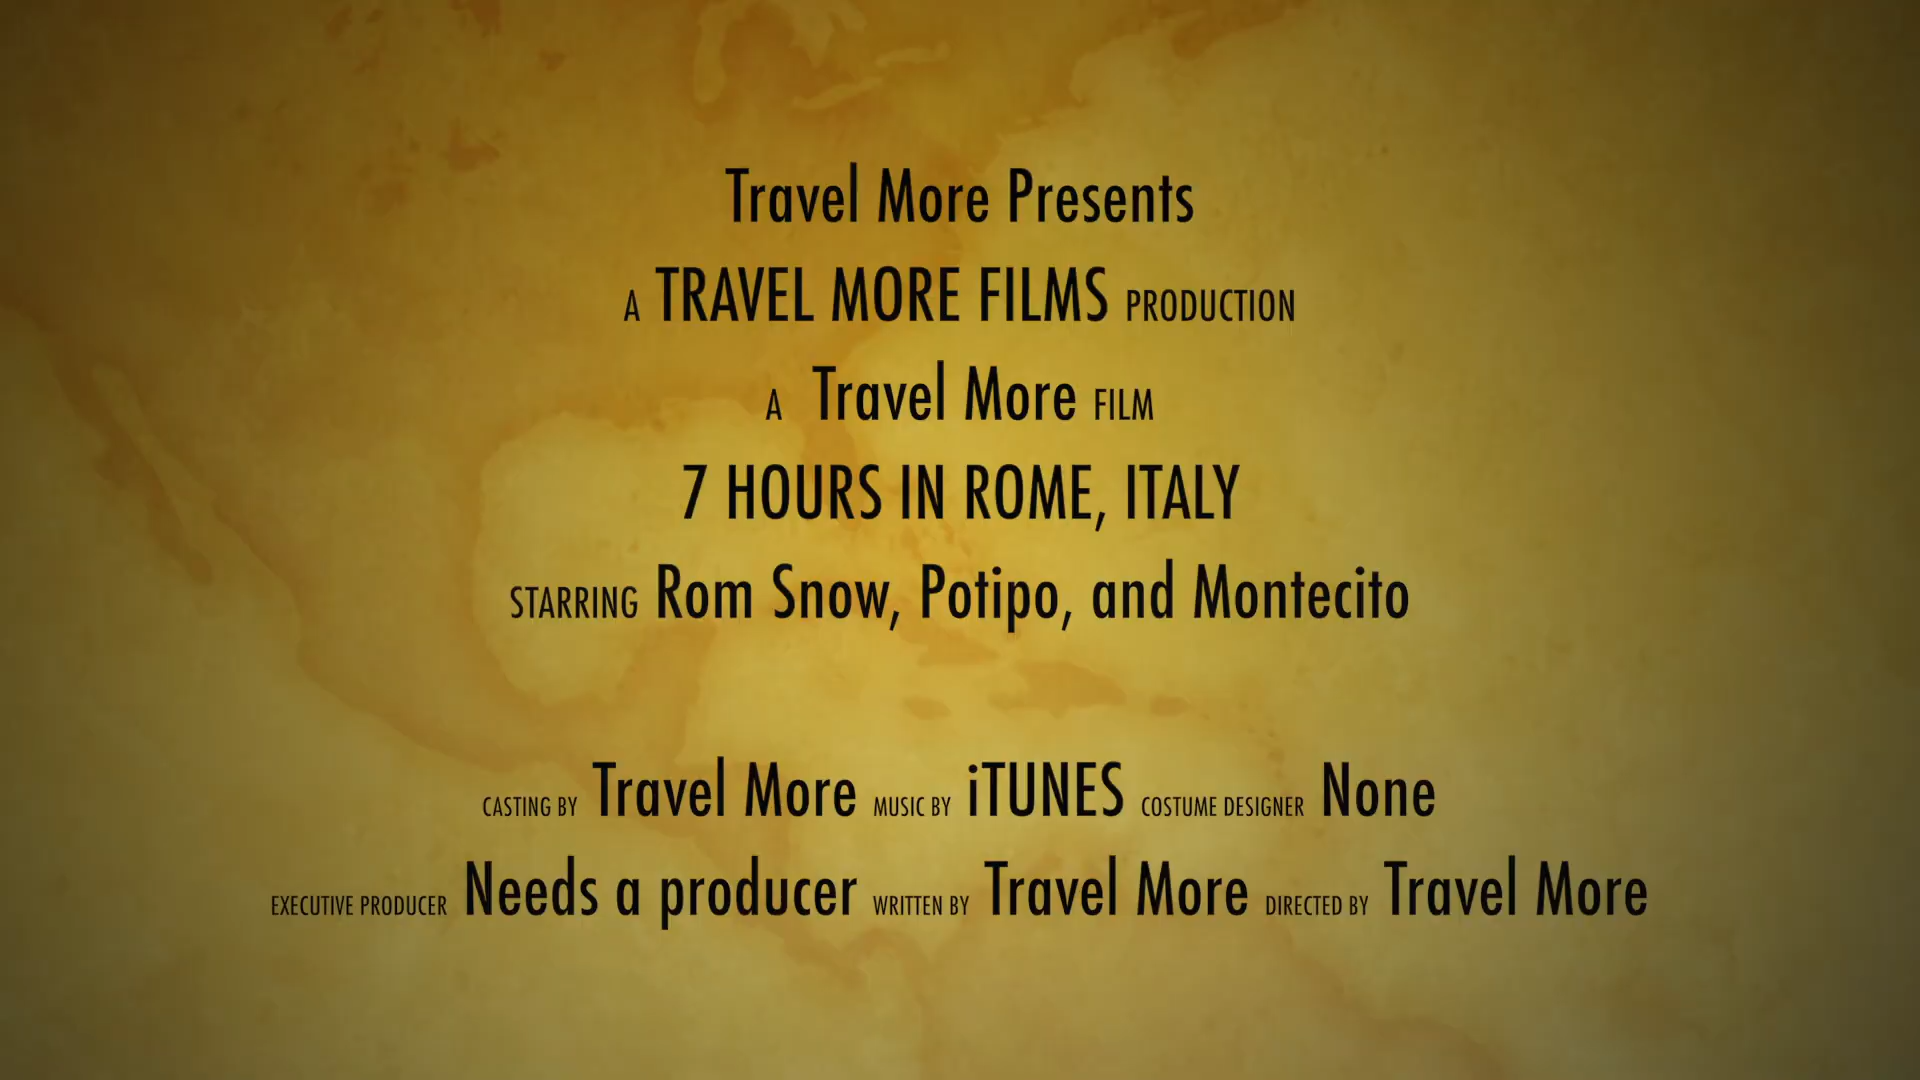 Travel More Presents
A TRAVEL MORE FILMS PRODUCTION
A Travel More FILM
7 HOURS IN ROME, ITALY
STARRING Rom Snow, Potipo, and Montecito
CASTING BY Travel More MUSIC BY iTUNES COSTUME DESIGNER None
EXECUTIVE PRODUCER Needs a producer WRITTEN BY Travel More DIRECTED BY Travel More